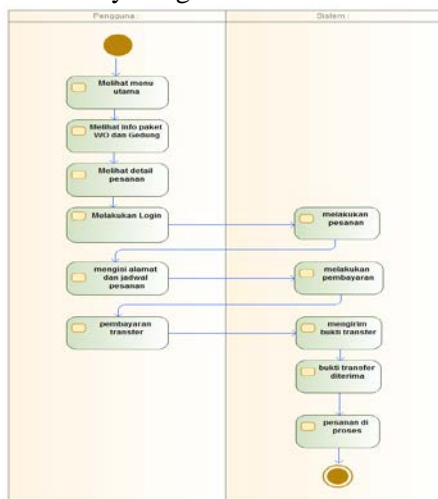 Pengguna :
Sistem :
Melihat menu
utama
Melihat info paket
WO dan Gedung
Melihat detail
pesanan
Melakukan Login
melakukan
pesanan
mengisi alamat
dan jadwal
pesanan
melakukan
pembayaran
pembayaran
transfer
mengirim
bukti transfer
bukti transfer
diterima
pesanan di
proses